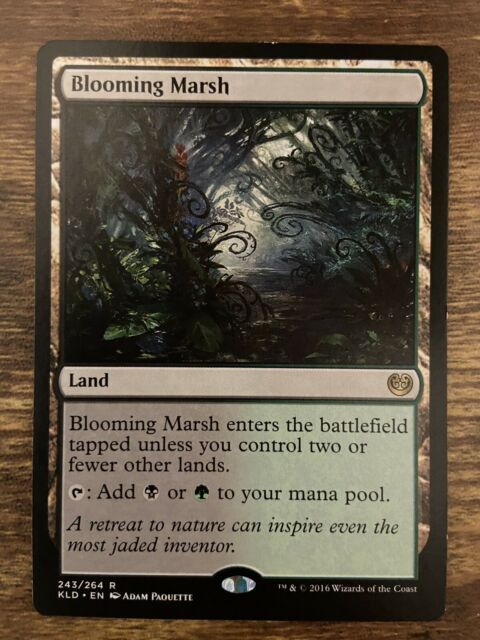 Blooming Marsh
Land
Blooming Marsh enters the battlefield
tapped unless you control two or
fewer other lands.
: Add or to your mana pool.
A retreat to nature can inspire even the
most jaded inventor.
243/264 R
KLD • EN Adam Paquette
™ & © 2016 Wizards of the Coast